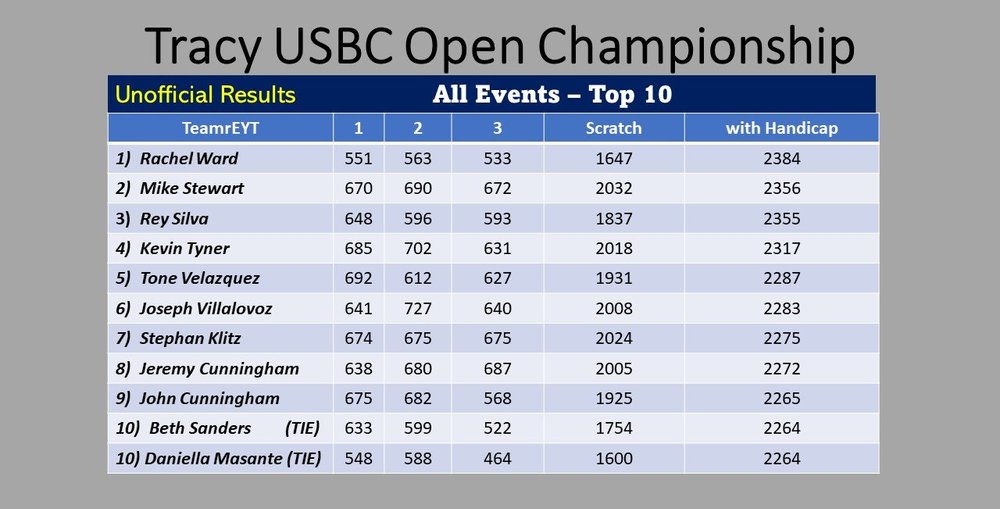 Tracy USBC Open Championship
Unofficial Results All Events – Top 10
TeamrEYT 1 2 3 Scratch with Handicap
1) Rachel Ward 551 563 533 1647 2384
2) Mike Stewart 670 690 672 2032 2356
3) Rey Silva 648 596 593 1837 2355
4) Kevin Tyner 685 702 631 2018 2317
5) Tone Velazquez 692 612 627 1931 2287
6) Joseph Villalovoz 641 727 640 2008 2283
7) Stephan Klitz 674 675 675 2024 2275
8) Jeremy Cunningham 638 680 687 2005 2272
9) John Cunningham 675 682 568 1925 2265
10) Beth Sanders (TIE) 633 599 522 1754 2264
10) Daniella Masante (TIE) 548 588 464 1600 2264